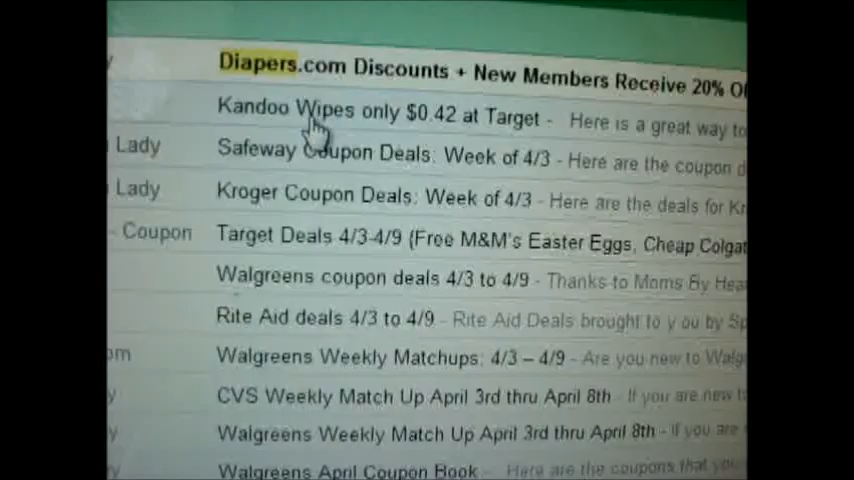 Diapers.com Discounts + New Members Receive 20%
Kandoo Wipes only $0.42 at Target - Here is a great way to
Lady Safeway Coupon Deals: Week of 4/3 - Here are the coupon
Lady Kroger Coupon Deals: Week of 4/3 - Here are the deals for
- Coupon Target Deals 4/3-4/9 (Free M&M's Easter Eggs, Cheap Colgat
Walgreens coupon deals 4/3 to 4/9 - Thanks to Moms By
Rite Aid deals 4/3 to 4/9 - Rite Aid Deals brought to y ou by
om Walgreens Weekly Matchups: 4/3 – 4/9 - Are you new to Walg
y CVS Weekly Match Up April 3rd thru April 8th - If you are new
y Walgreens Weekly Match Up April 3rd thru April 8th - If you are
y Walgreens April Coupon Book - Here are the coupons that you